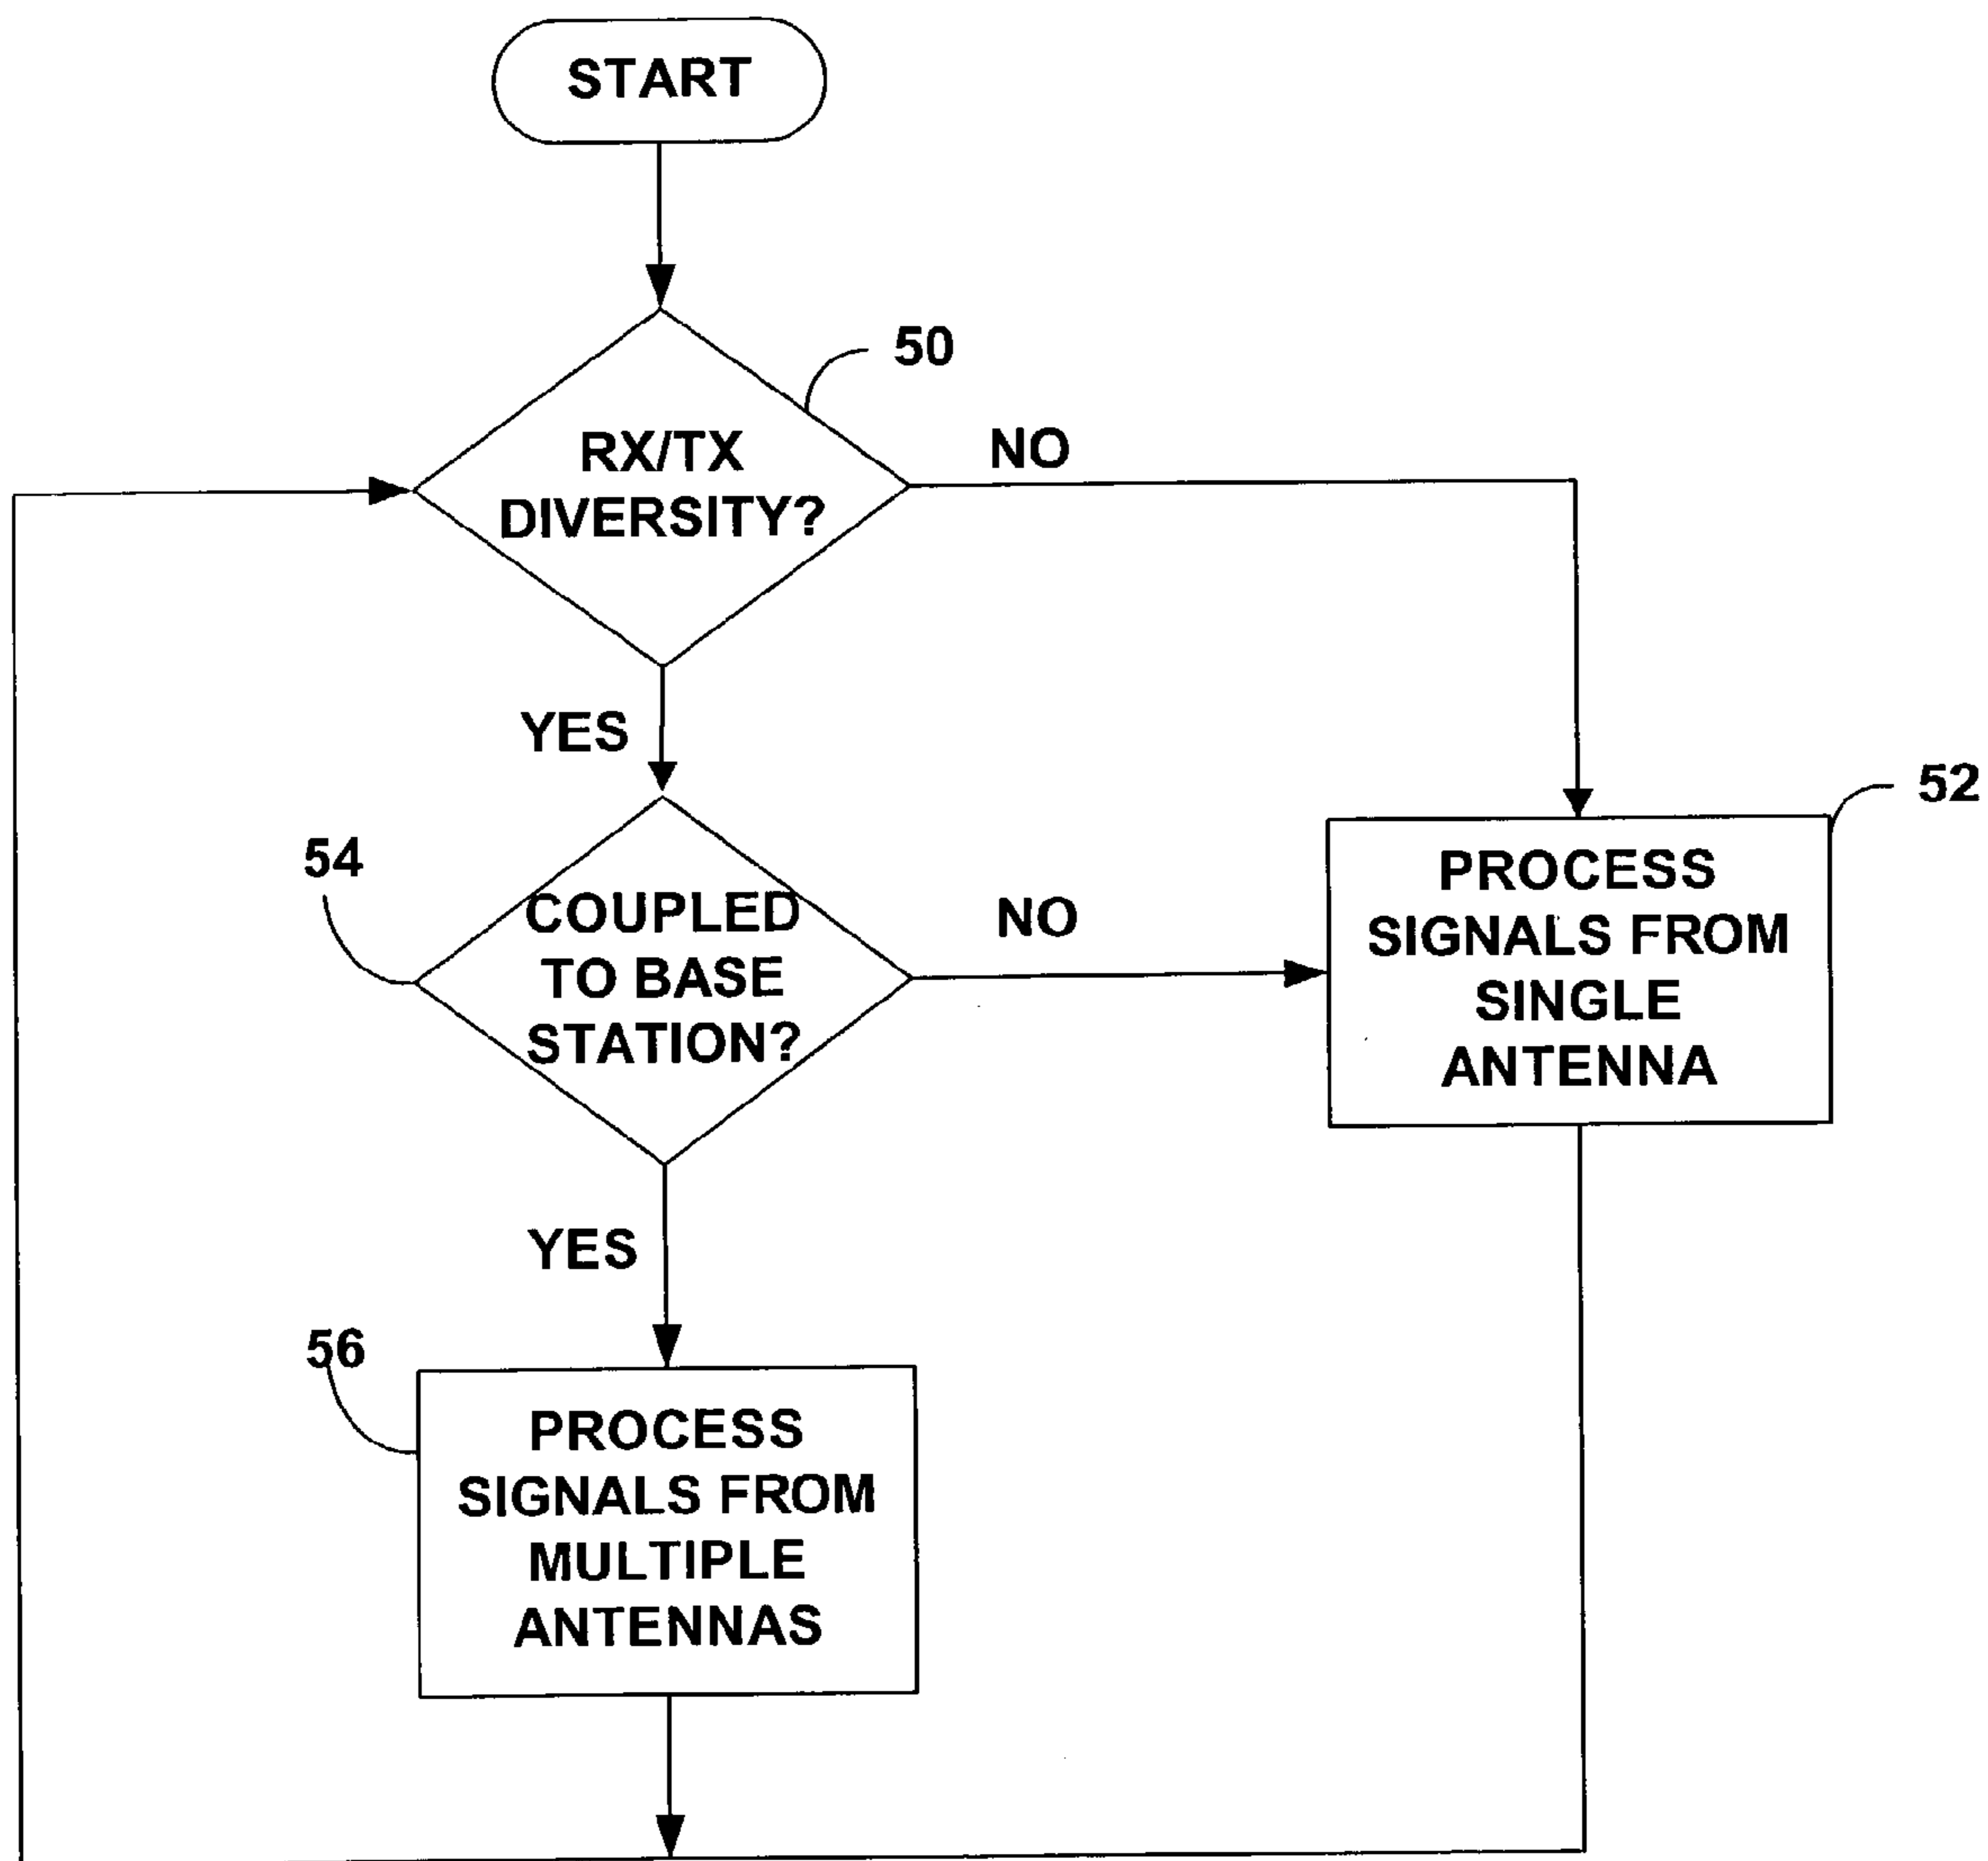 START
50
RX/TX
DIVERSITY?
NO
YES
52
54
COUPLED
TO BASE
STATION?
NO
PROCESS
SIGNALS FROM
SINGLE
ANTENNA
YES
56
PROCESS
SIGNALS FROM
MULTIPLE
ANTENNAS